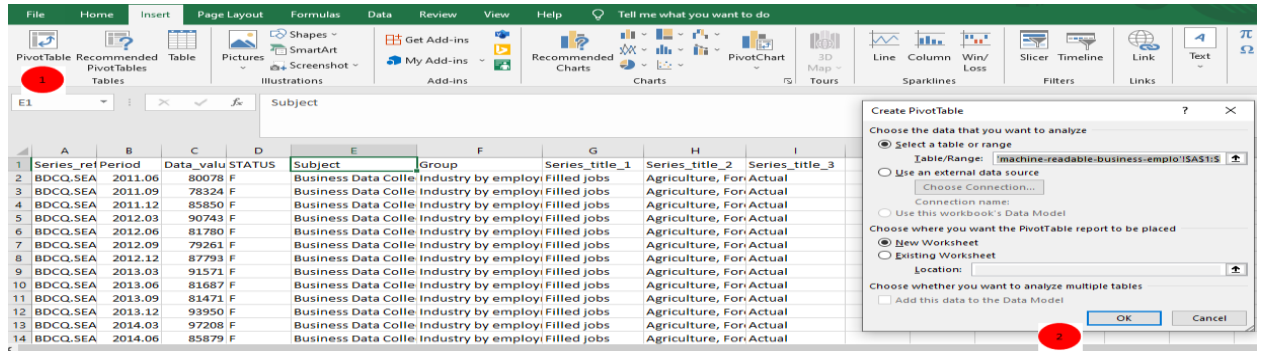 File Home Insert Page Layout Formulas Data Review View Help Tell me what you want to do
PivotTable Recommended PivotTables Table
Tables
Pictures
Shapes
SmartArt
Screenshot
Illustrations
Get Add-ins
My Add-ins
Add-ins
Recommended Charts
PivotChart
Charts
3D Map
Tours
Line Column Win/Loss
Sparklines
Slicer Timeline
Filters
Link
Links
Text
π
Ω
1
E1 fx Subject
A B C D E F G H I
1 Series_ref Period Data_valu STATUS Subject Group Series_title_1 Series_title_2 Series_title_3
2 BDCQ.SEA 2011.06 80078 F Business Data Colle Industry by employ Filled jobs Agriculture, For Actual
3 BDCQ.SEA 2011.09 78324 F Business Data Colle Industry by employ Filled jobs Agriculture, For Actual
4 BDCQ.SEA 2011.12 85850 F Business Data Colle Industry by employ Filled jobs Agriculture, For Actual
5 BDCQ.SEA 2012.03 90743 F Business Data Colle Industry by employ Filled jobs Agriculture, For Actual
6 BDCQ.SEA 2012.06 81780 F Business Data Colle Industry by employ Filled jobs Agriculture, For Actual
7 BDCQ.SEA 2012.09 79261 F Business Data Colle Industry by employ Filled jobs Agriculture, For Actual
8 BDCQ.SEA 2012.12 87793 F Business Data Colle Industry by employ Filled jobs Agriculture, For Actual
9 BDCQ.SEA 2013.03 91571 F Business Data Colle Industry by employ Filled jobs Agriculture, For Actual
10 BDCQ.SEA 2013.06 81687 F Business Data Colle Industry by employ Filled jobs Agriculture, For Actual
11 BDCQ.SEA 2013.09 81471 F Business Data Colle Industry by employ Filled jobs Agriculture, For Actual
12 BDCQ.SEA 2013.12 93950 F Business Data Colle Industry by employ Filled jobs Agriculture, For Actual
13 BDCQ.SEA 2014.03 97208 F Business Data Colle Industry by employ Filled jobs Agriculture, For Actual
14 BDCQ.SEA 2014.06 85879 F Business Data Colle Industry by employ Filled jobs Agriculture, For Actual
Create PivotTable ? ×
Choose the data that you want to analyze
Select a table or range
Table/Range: 'machine-readable-business-emplo'!$A$1:$
Use an external data source
Choose Connection...
Connection name:
Use this workbook's Data Model
Choose where you want the PivotTable report to be placed
New Worksheet
Existing Worksheet
Location:
Choose whether you want to analyze multiple tables
Add this data to the Data Model
OK Cancel
2